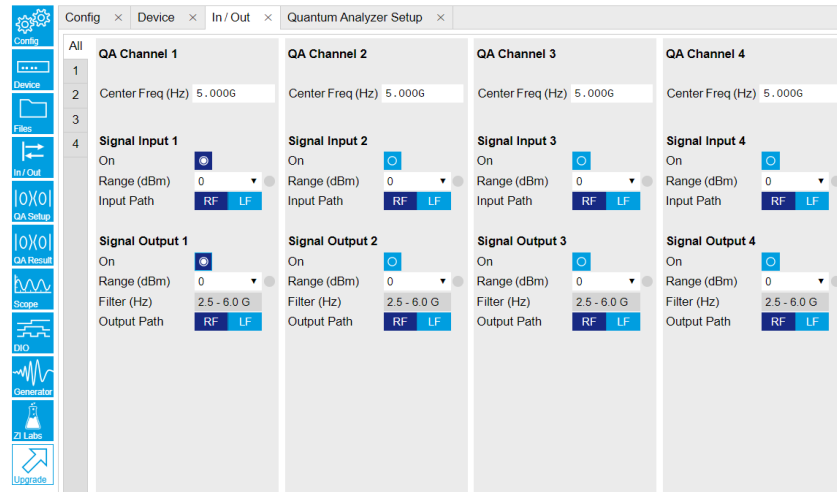 Config × Device × In / Out × Quantum Analyzer Setup ×
Config
Device
Files
In / Out
QA Setup
QA Result
Scope
DIO
Generator
ZI Labs
Upgrade
All
1
2
3
4
QA Channel 1
Center Freq (Hz) 5.000G
Signal Input 1
On
Range (dBm) 0
Input Path RF LF
Signal Output 1
On
Range (dBm) 0
Filter (Hz) 2.5 - 6.0 G
Output Path RF LF
QA Channel 2
Center Freq (Hz) 5.000G
Signal Input 2
On
Range (dBm) 0
Input Path RF LF
Signal Output 2
On
Range (dBm) 0
Filter (Hz) 2.5 - 6.0 G
Output Path RF LF
QA Channel 3
Center Freq (Hz) 5.000G
Signal Input 3
On
Range (dBm) 0
Input Path RF LF
Signal Output 3
On
Range (dBm) 0
Filter (Hz) 2.5 - 6.0 G
Output Path RF LF
QA Channel 4
Center Freq (Hz) 5.000G
Signal Input 4
On
Range (dBm) 0
Input Path RF LF
Signal Output 4
On
Range (dBm) 0
Filter (Hz) 2.5 - 6.0 G
Output Path RF LF